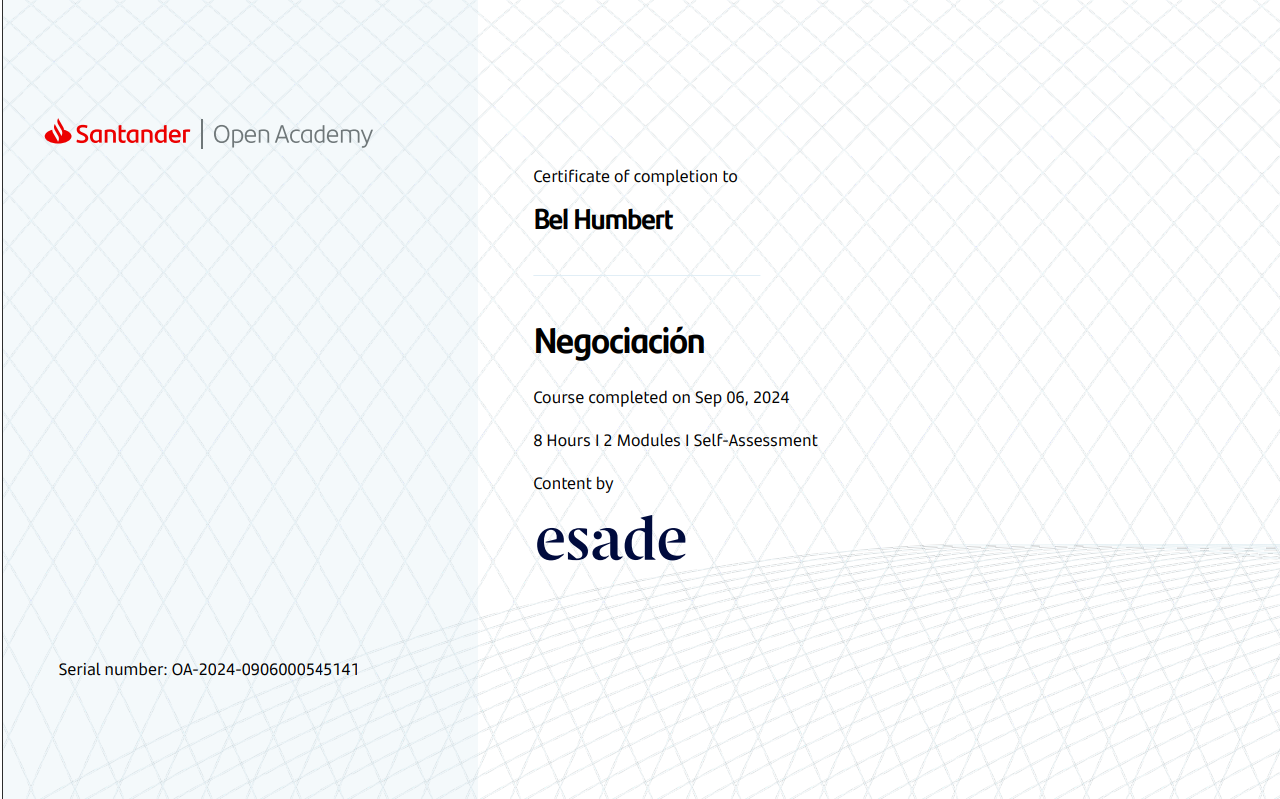 Santander | Open Academy
Certificate of completion to
Bel Humbert
Negociación
Course completed on Sep 06, 2024
8 Hours I 2 Modules I Self-Assessment
Content by
esade
Serial number: OA-2024-0906000545141